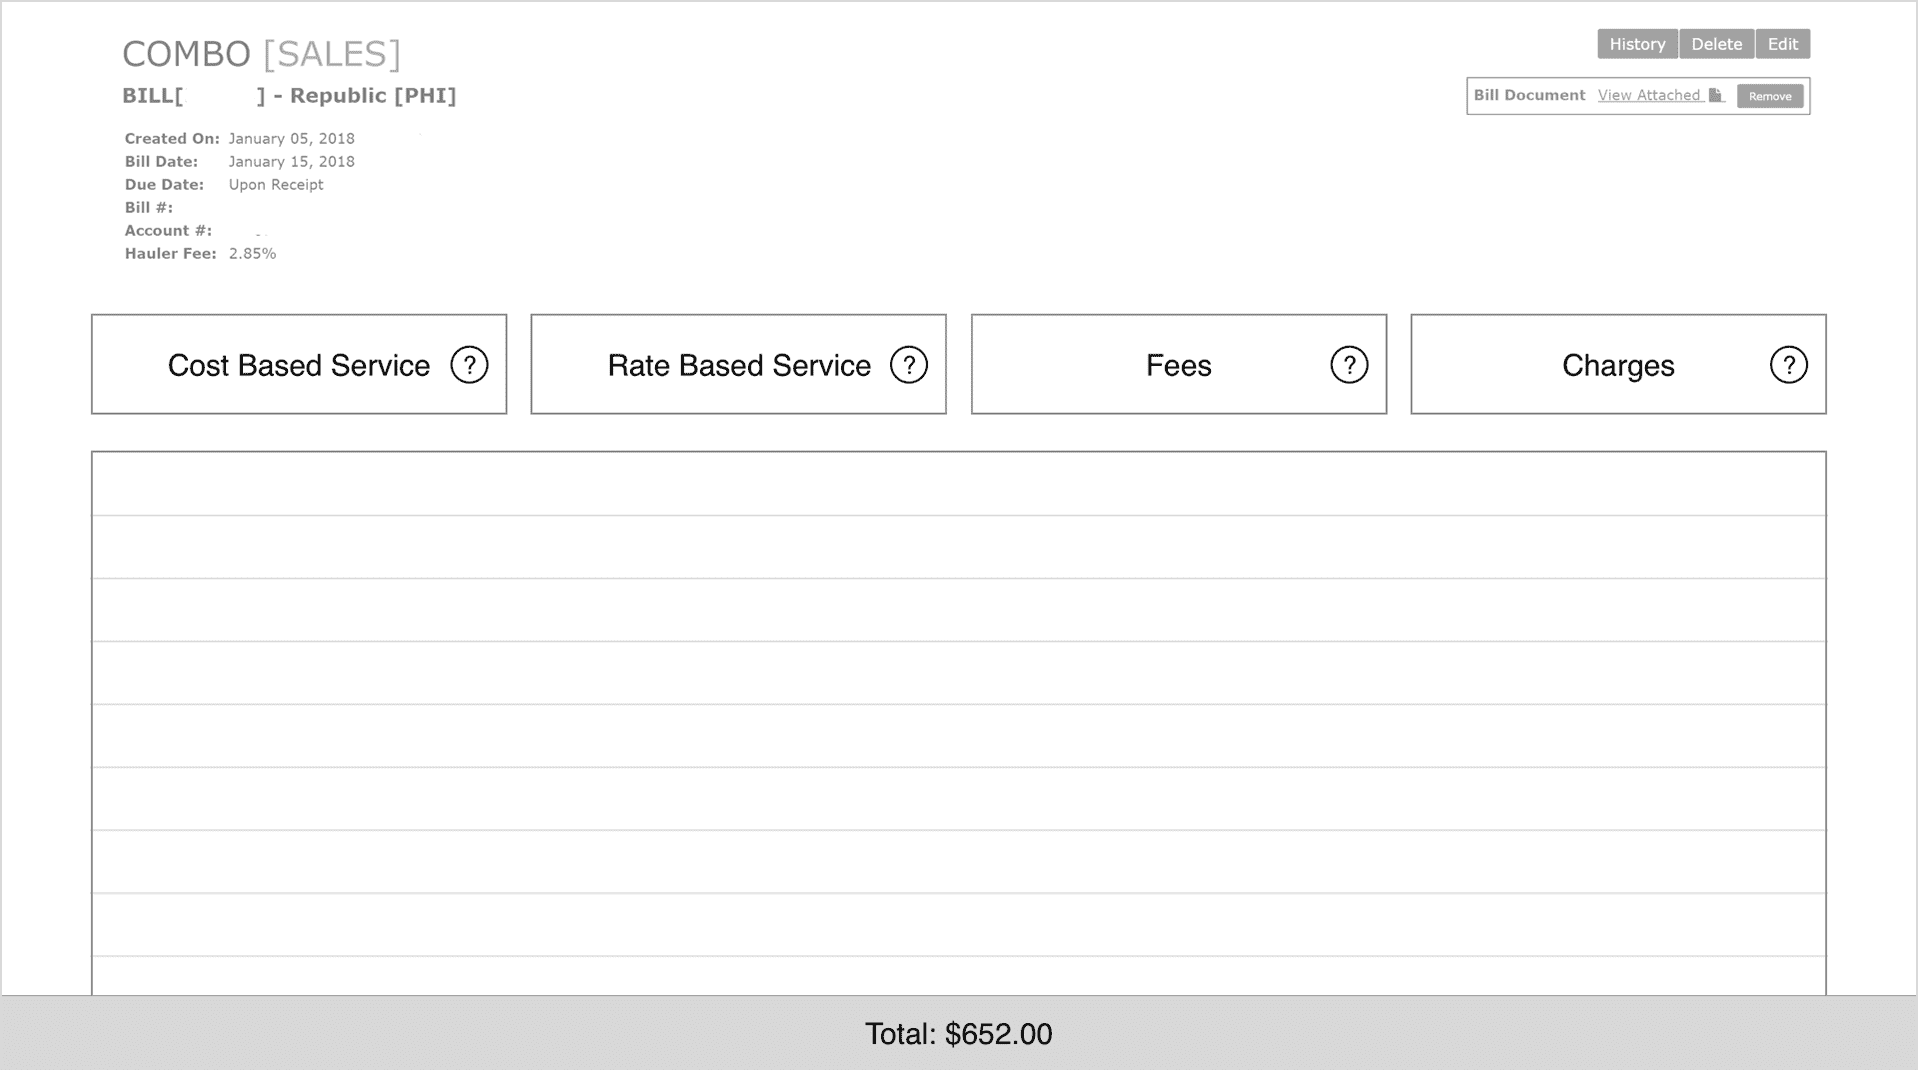 COMBO [SALES]
History Delete Edit
BILL[ ] - Republic [PHI]
Bill Document View Attached Remove
Created On: January 05, 2018
Bill Date: January 15, 2018
Due Date: Upon Receipt
Bill #:
Account #:
Hauler Fee: 2.85%
Cost Based Service ? Rate Based Service ? Fees ? Charges ?
Total: $652.00